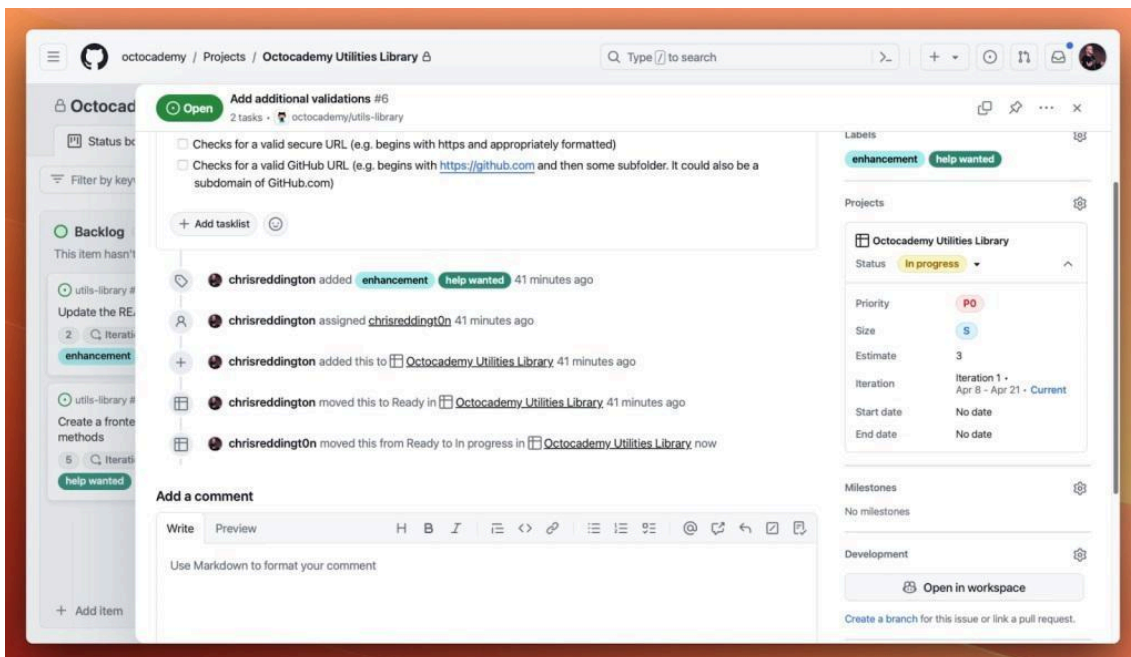 octocademy / Projects / Octocademy Utilities Library
Type / to search
Octocad
Status bo
Filter by keyw
Backlog
This item hasn't
utils-library #
Update the REA
2 Iterati
enhancement
utils-library #
Create a fronte
methods
5 Iterati
help wanted
+ Add item
Open
Add additional validations #6
2 tasks • octocademy/utils-library
Checks for a valid secure URL (e.g. begins with https and appropriately formatted)
Checks for a valid GitHub URL (e.g. begins with https://github.com and then some subfolder. It could also be a
subdomain of GitHub.com)
+ Add tasklist
chrisreddington added enhancement help wanted 41 minutes ago
chrisreddington assigned chrisreddingt0n 41 minutes ago
chrisreddington added this to Octocademy Utilities Library 41 minutes ago
chrisreddington moved this to Ready in Octocademy Utilities Library 41 minutes ago
chrisreddingt0n moved this from Ready to In progress in Octocademy Utilities Library now
Add a comment
Write Preview H B I
Use Markdown to format your comment
Labels
enhancement help wanted
Projects
Octocademy Utilities Library
Status In progress
Priority P0
Size S
Estimate 3
Iteration Iteration 1 •
Apr 8 - Apr 21 • Current
Start date No date
End date No date
Milestones
No milestones
Development
Open in workspace
Create a branch for this issue or link a pull request.